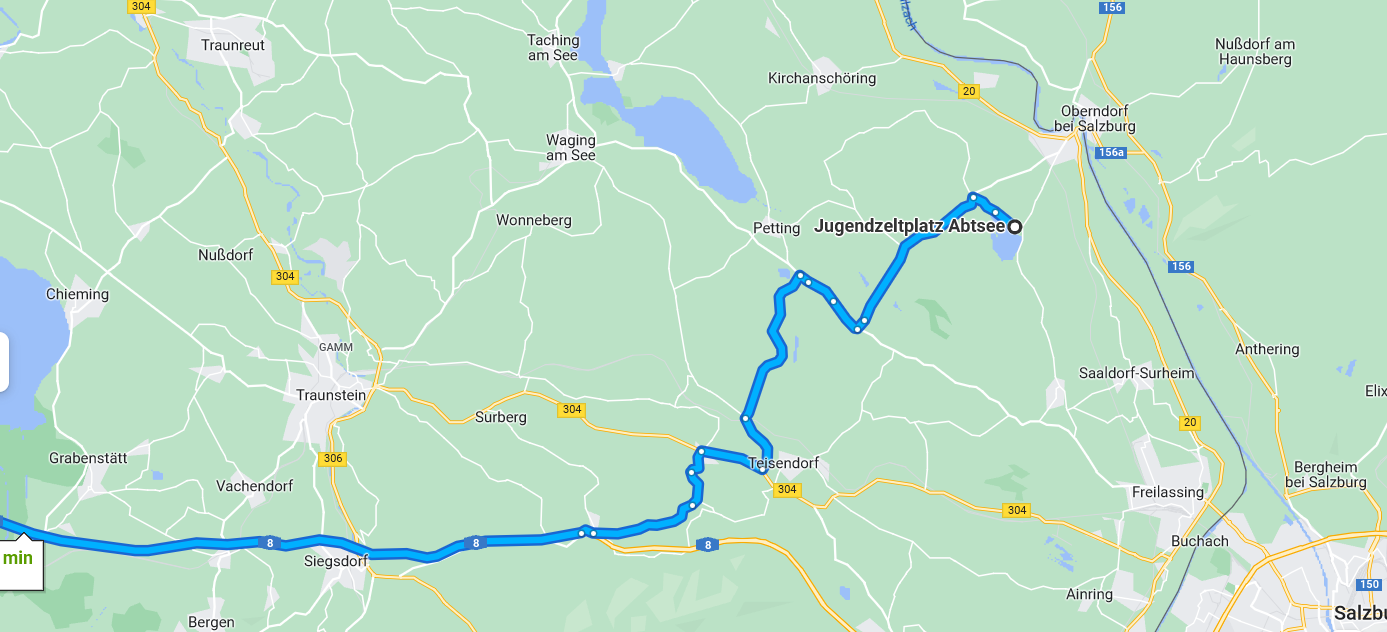 304
156
Traunreut
Taching
am See
Nußdorf am
Haunsberg
Kirchanschöring
20
Oberndorf
bei Salzburg
Waging
am See
156a
Wonneberg
Petting
Jugendzeltplatz Abtsee
Nußdorf
304
156
Chieming
GAMM
Anthering
Traunstein
Saaldorf-Surheim
Elix
Surberg
304
20
Grabenstätt
306
Teisendorf
Bergheim
bei Salzburg
Vachendorf
304
Freilassing
304
8
8
8
Buchach
min
Siegsdorf
150
Ainring
Bergen
Salzbu